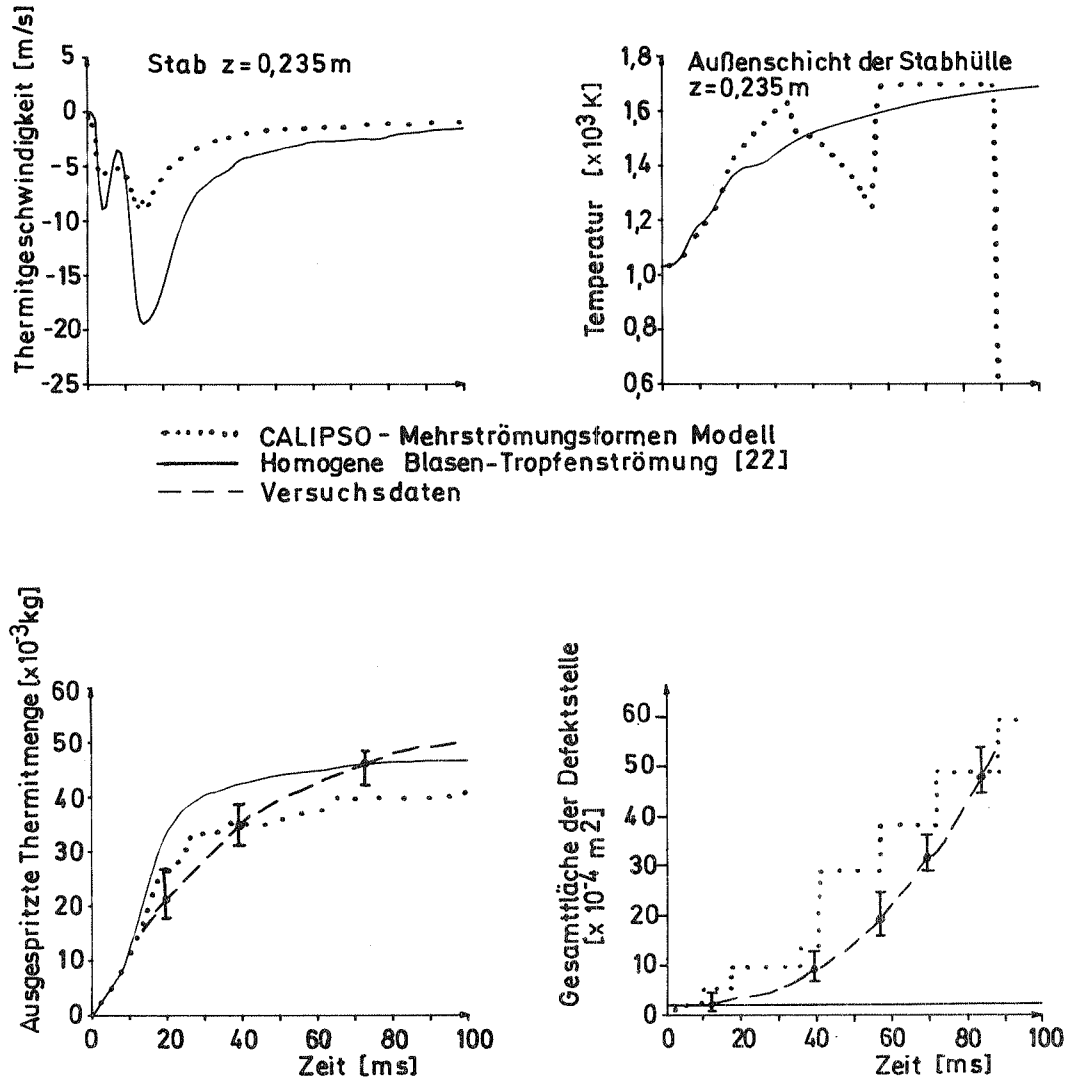 Thermitgeschwindigkeit [m/s]
5
0
-5
-10
-15
-20
-25
Stab z=0,235m
Temperatur [x10³K]
1,8
1,6
1,4
1,2
1,0
0,8
0,6
Außenschicht der Stabhülle
z=0,235m
CALIPSO - Mehrströmungsformen Modell
Homogene Blasen-Tropfenströmung [22]
Versuchsdaten
Ausgespritzte Thermitmenge [x10⁻³kg]
60
50
40
30
20
10
0
0 20 40 60 80 100
Zeit [ms]
Gesamtfläche der Defektstelle
[x 10⁻⁴ m2]
60
50
40
30
20
10
0
0 20 40 60 80 100
Zeit [ms]